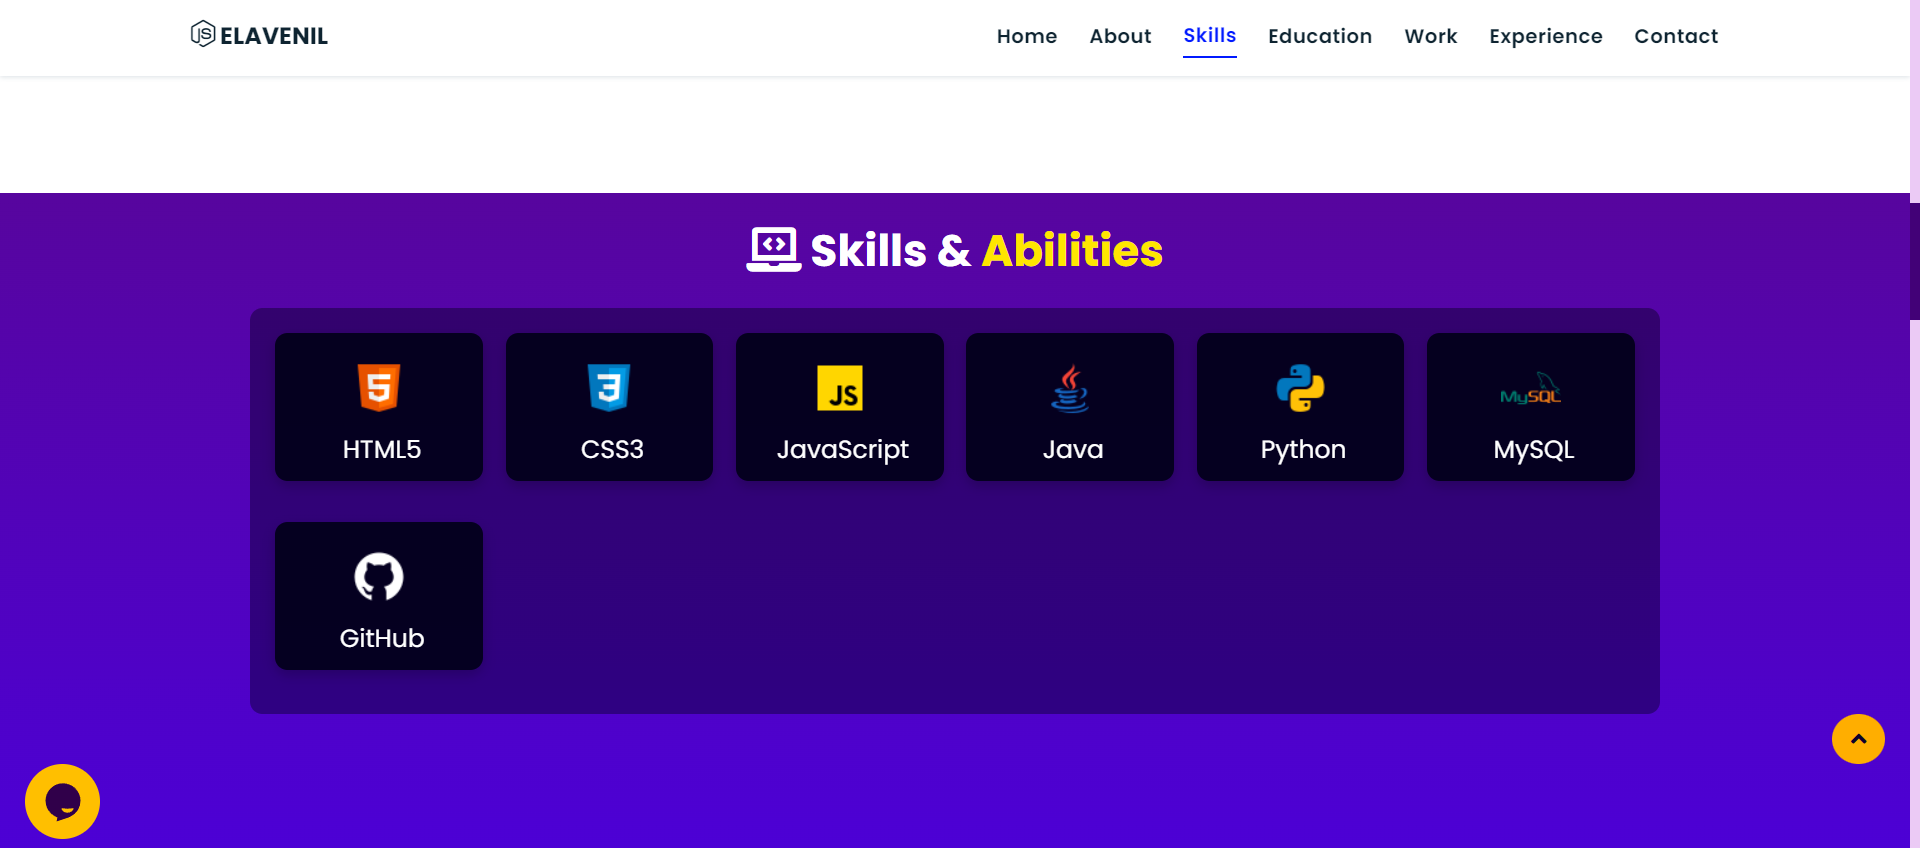 JS ELAVENIL Home About Skills Education Work Experience Contact
Skills & Abilities
5 3 JS MySQL
HTML5 CSS3 JavaScript Java Python MySQL
GitHub